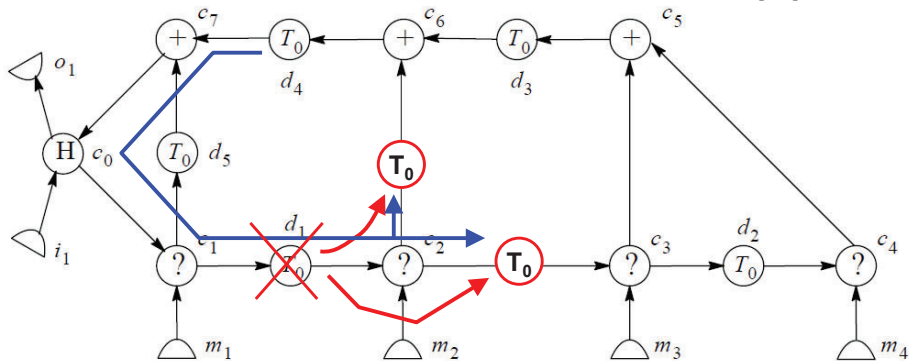 c7 c6 c5
+ T0 + T0 +
o1 d4 d3
H c0 T0 d5 T0
i1 c1 d1 c2 c3 d2 c4
? T0 ? T0 ? T0 ?
m1 m2 m3 m4